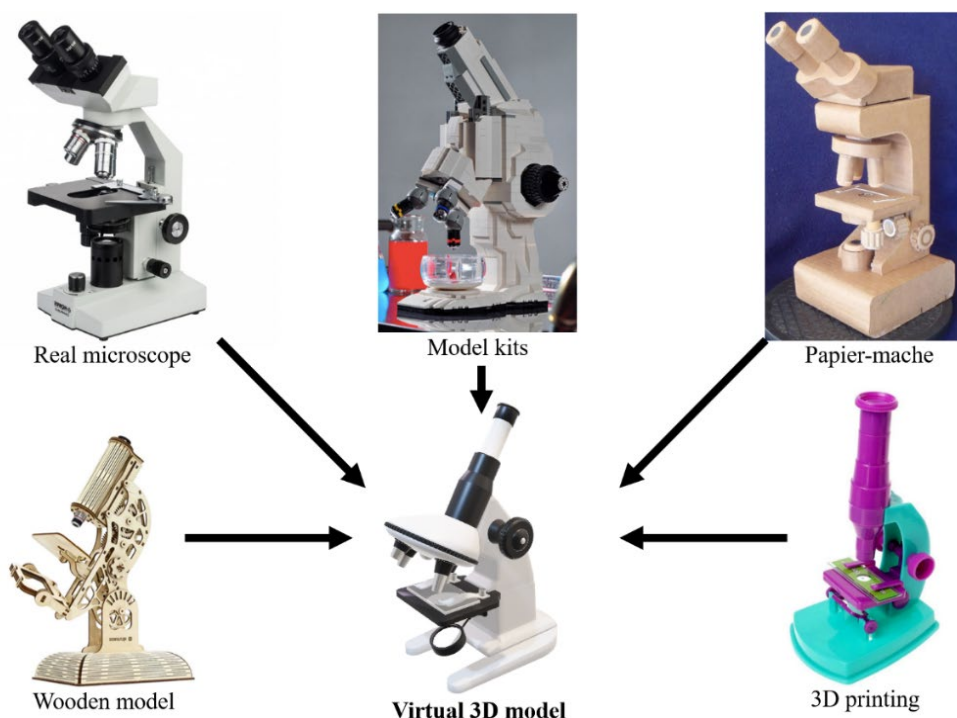 Real microscope
Model kits
Papier-mache
Wooden model
Virtual 3D model
3D printing